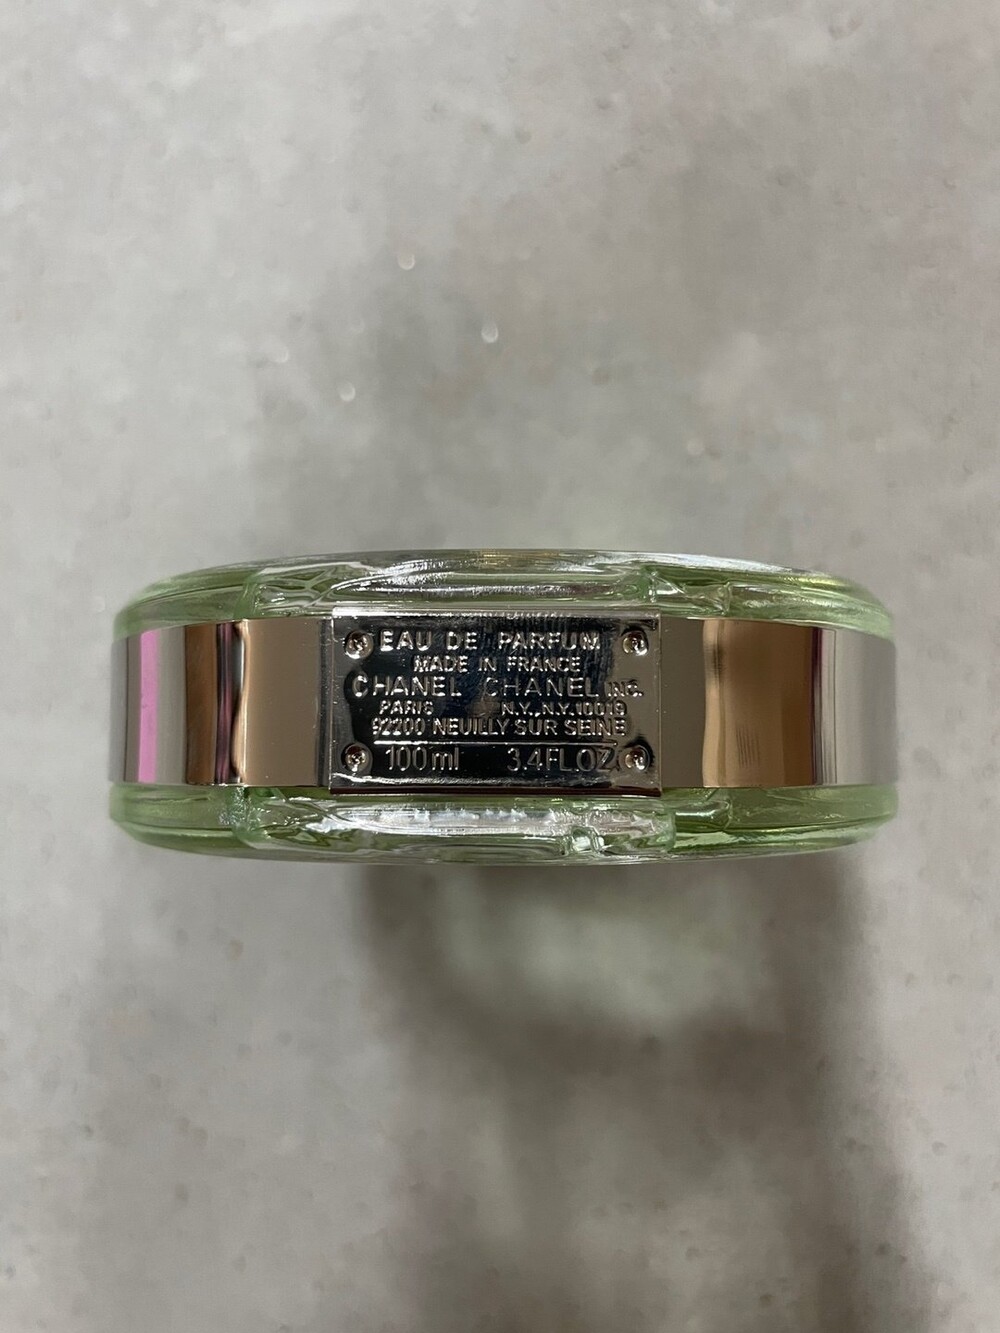 EAU DE PARFUM
MADE IN FRANCE
CHANEL CHANEL INC.
PARIS N.Y., N.Y. 10019
92200 NEUILLY SUR SEINE
100ml 3.4FL.OZ.